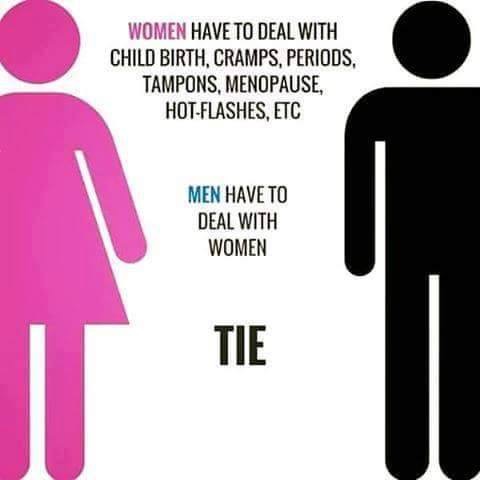 WOMEN HAVE TO DEAL WITH
CHILD BIRTH, CRAMPS, PERIODS,
TAMPONS, MENOPAUSE,
HOT-FLASHES, ETC
MEN HAVE TO
DEAL WITH
WOMEN
TIE